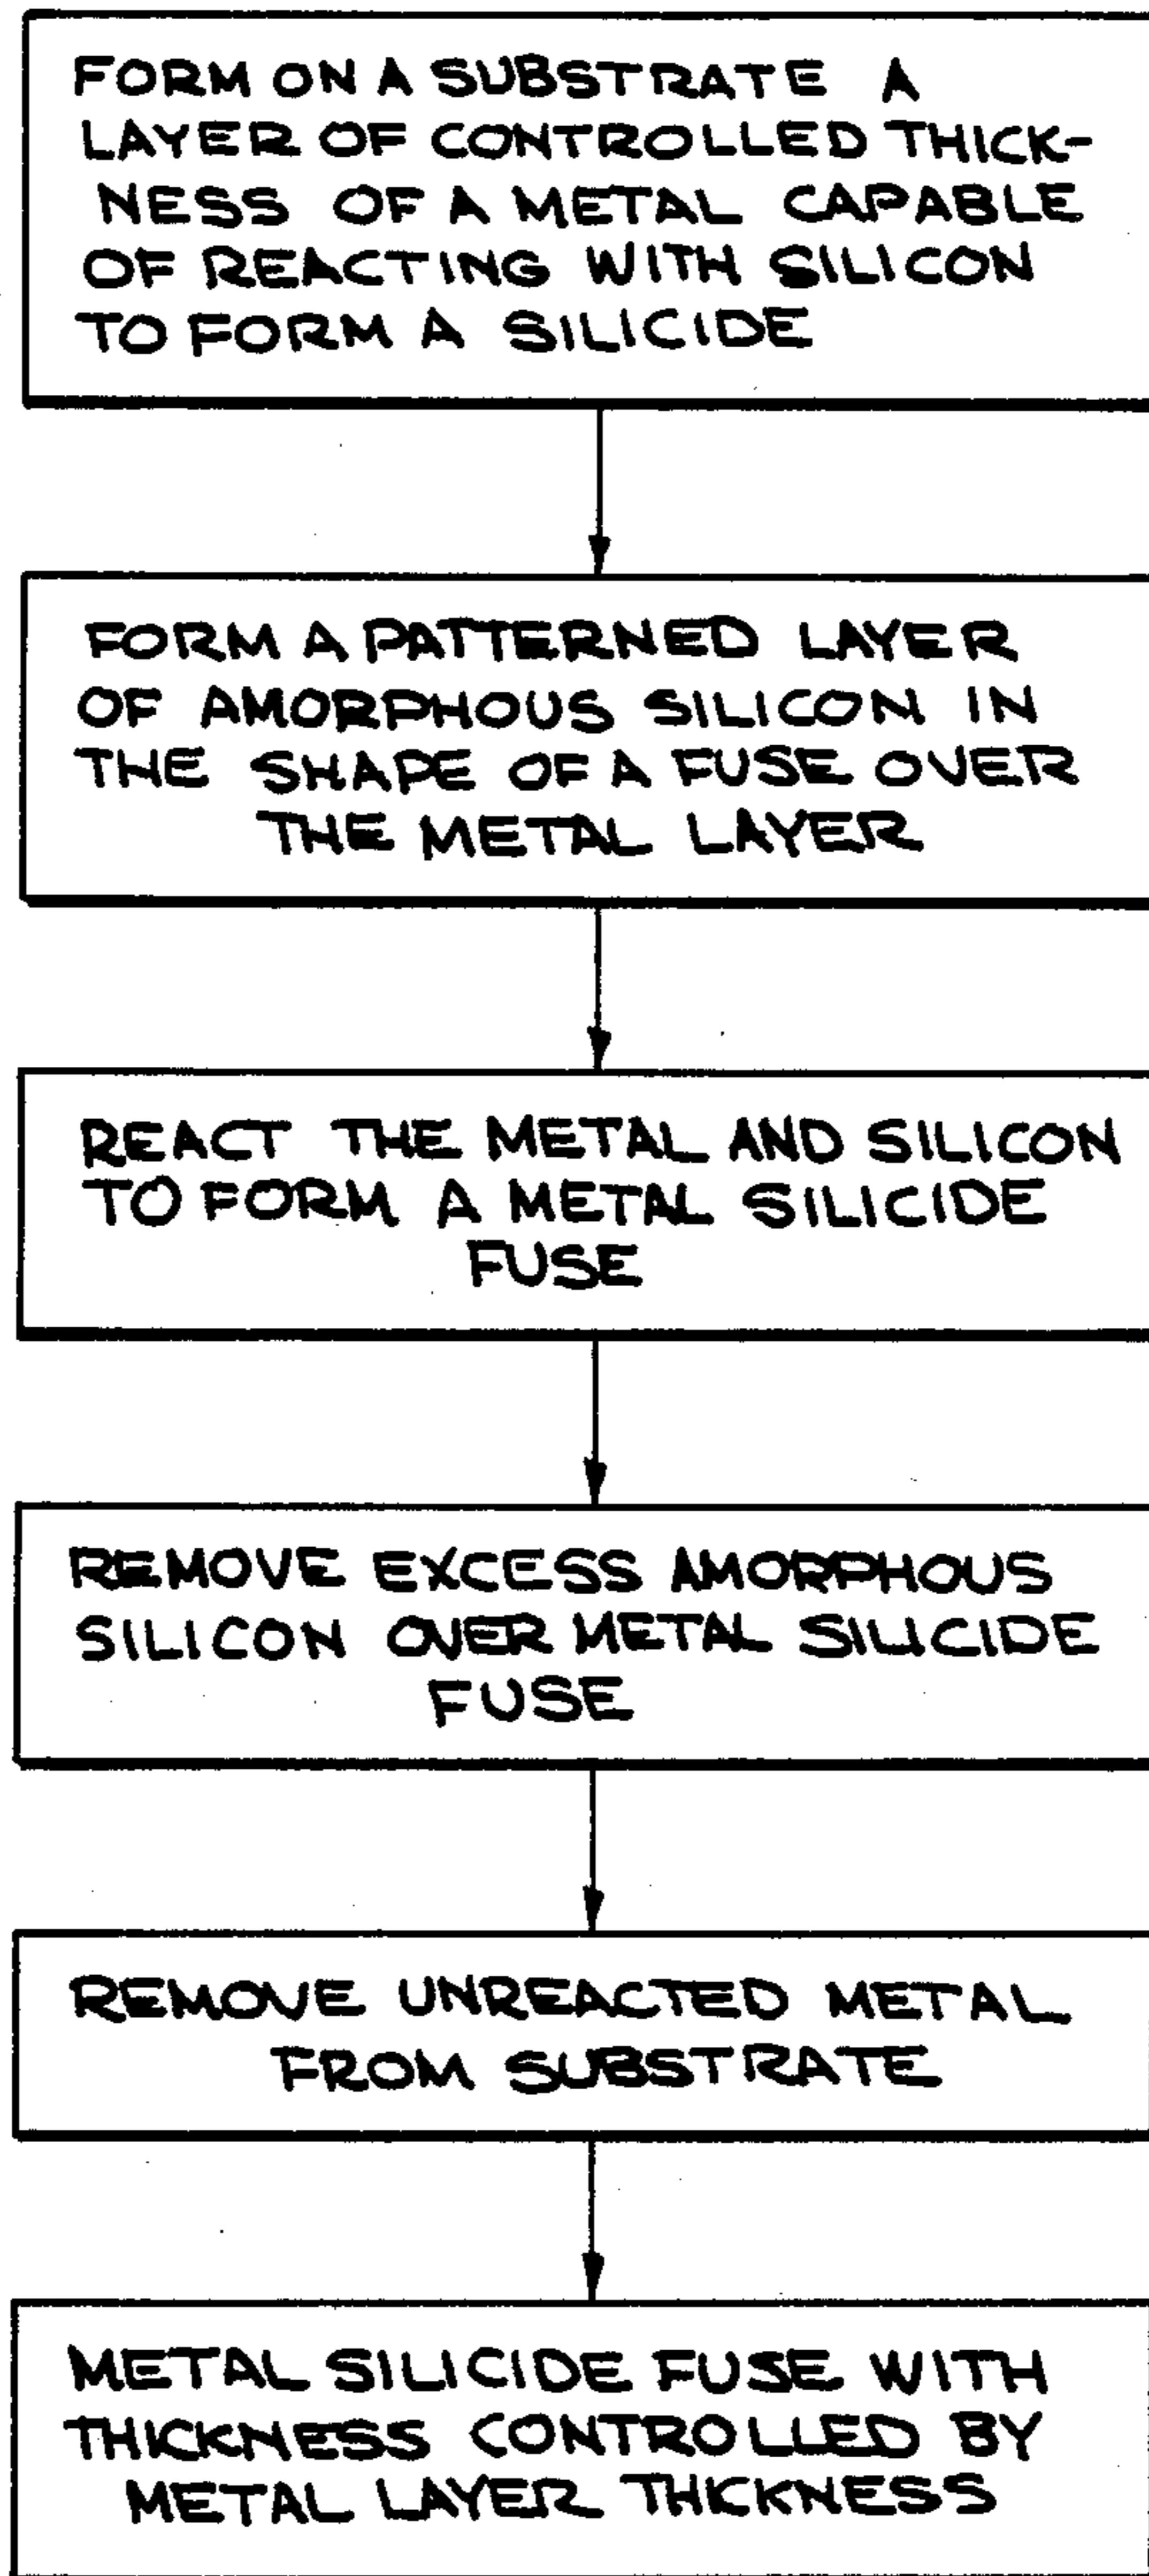 FORM ON A SUBSTRATE A
LAYER OF CONTROLLED THICK-
NESS OF A METAL CAPABLE
OF REACTING WITH SILICON
TO FORM A SILICIDE
FORM A PATTERNED LAYER
OF AMORPHOUS SILICON IN
THE SHAPE OF A FUSE OVER
THE METAL LAYER
REACT THE METAL AND SILICON
TO FORM A METAL SILICIDE
FUSE
REMOVE EXCESS AMORPHOUS
SILICON OVER METAL SILICIDE
FUSE
REMOVE UNREACTED METAL
FROM SUBSTRATE
METAL SILICIDE FUSE WITH
THICKNESS CONTROLLED BY
METAL LAYER THICKNESS